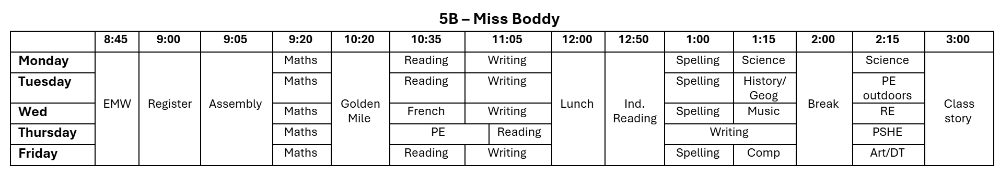 5B – Miss Boddy
8:45 9:00 9:05 9:20 10:20 10:35 11:05 12:00 12:50 1:00 1:15 2:00 2:15 3:00
Monday EMW Register Assembly Maths Golden Mile Reading Writing Lunch Ind. Reading Spelling Science Break Science Class story
Tuesday Maths Reading Writing Spelling History/ Geog PE outdoors
Wed Maths French Writing Spelling Music RE
Thursday Maths PE Reading Writing PSHE
Friday Maths Reading Writing Spelling Comp Art/DT